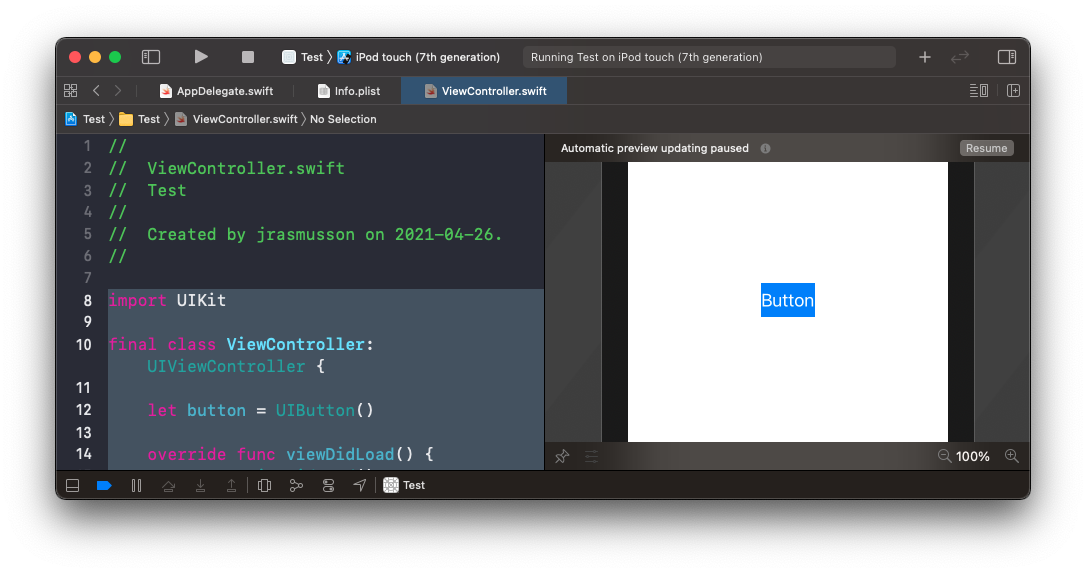 Test 〉 iPod touch (7th generation)
Running Test on iPod touch (7th generation)
AppDelegate.swift
Info.plist
ViewController.swift
Test 〉 Test 〉 ViewController.swift 〉 No Selection
1 //
2 //  ViewController.swift
3 //  Test
4 //
5 //  Created by jrasmusson on 2021-04-26.
6 //
7
8 import UIKit
9
10 final class ViewController:
UIViewController {
11
12 let button = UIButton()
13
14 override func viewDidLoad() {
Automatic preview updating paused
Resume
Button
100%
Test